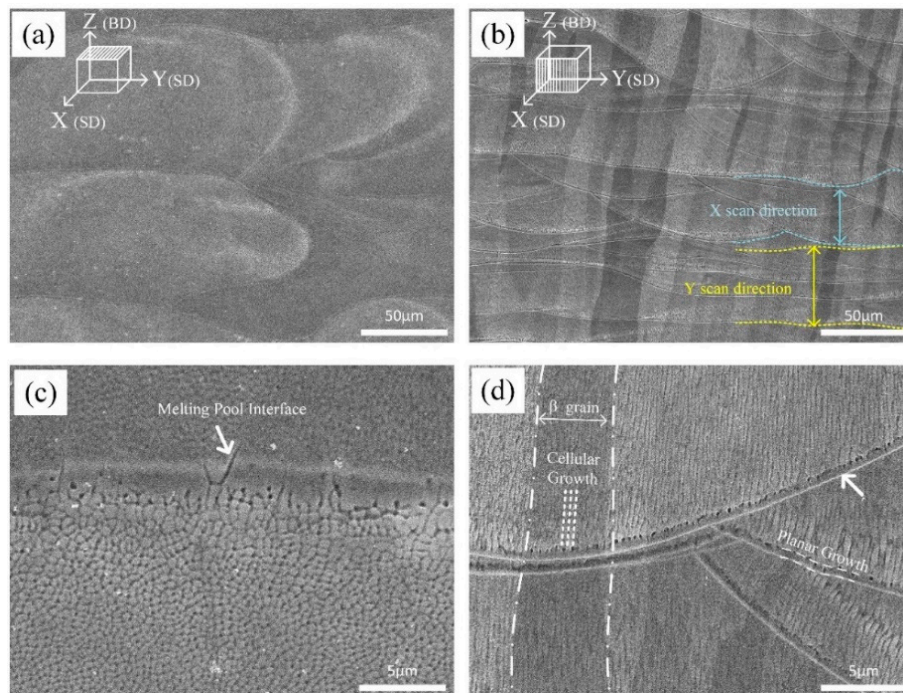 (a)
Z (BD)
Y(SD)
X (SD)
50μm
(b)
Z (BD)
Y(SD)
X (SD)
X scan direction
Y scan direction
50μm
(c)
Melting Pool Interface
5μm
(d)
β grain
Cellular
Growth
Planar Growth
5μm